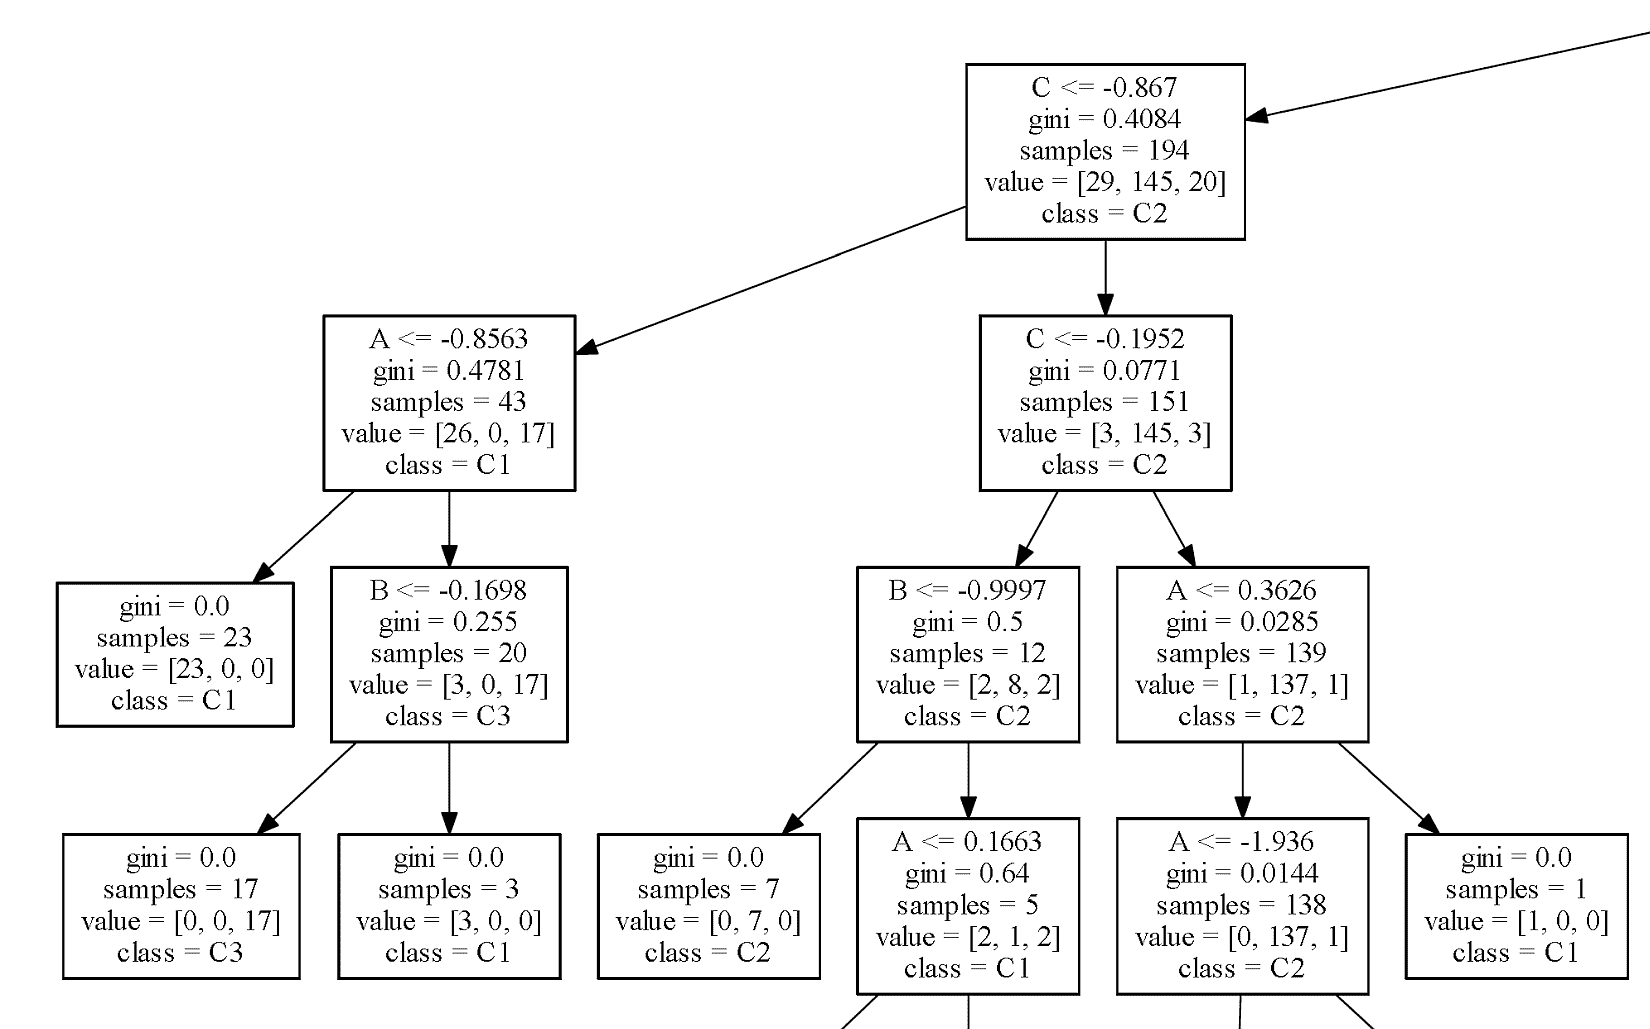 C <= -0.867
gini = 0.4084
samples = 194
value = [29, 145, 20]
class = C2
A <= -0.8563
gini = 0.4781
samples = 43
value = [26, 0, 17]
class = C1
C <= -0.1952
gini = 0.0771
samples = 151
value = [3, 145, 3]
class = C2
gini = 0.0
samples = 23
value = [23, 0, 0]
class = C1
B <= -0.1698
gini = 0.255
samples = 20
value = [3, 0, 17]
class = C3
B <= -0.9997
gini = 0.5
samples = 12
value = [2, 8, 2]
class = C2
A <= 0.3626
gini = 0.0285
samples = 139
value = [1, 137, 1]
class = C2
gini = 0.0
samples = 17
value = [0, 0, 17]
class = C3
gini = 0.0
samples = 3
value = [3, 0, 0]
class = C1
gini = 0.0
samples = 7
value = [0, 7, 0]
class = C2
A <= 0.1663
gini = 0.64
samples = 5
value = [2, 1, 2]
class = C1
A <= -1.936
gini = 0.0144
samples = 138
value = [0, 137, 1]
class = C2
gini = 0.0
samples = 1
value = [1, 0, 0]
class = C1